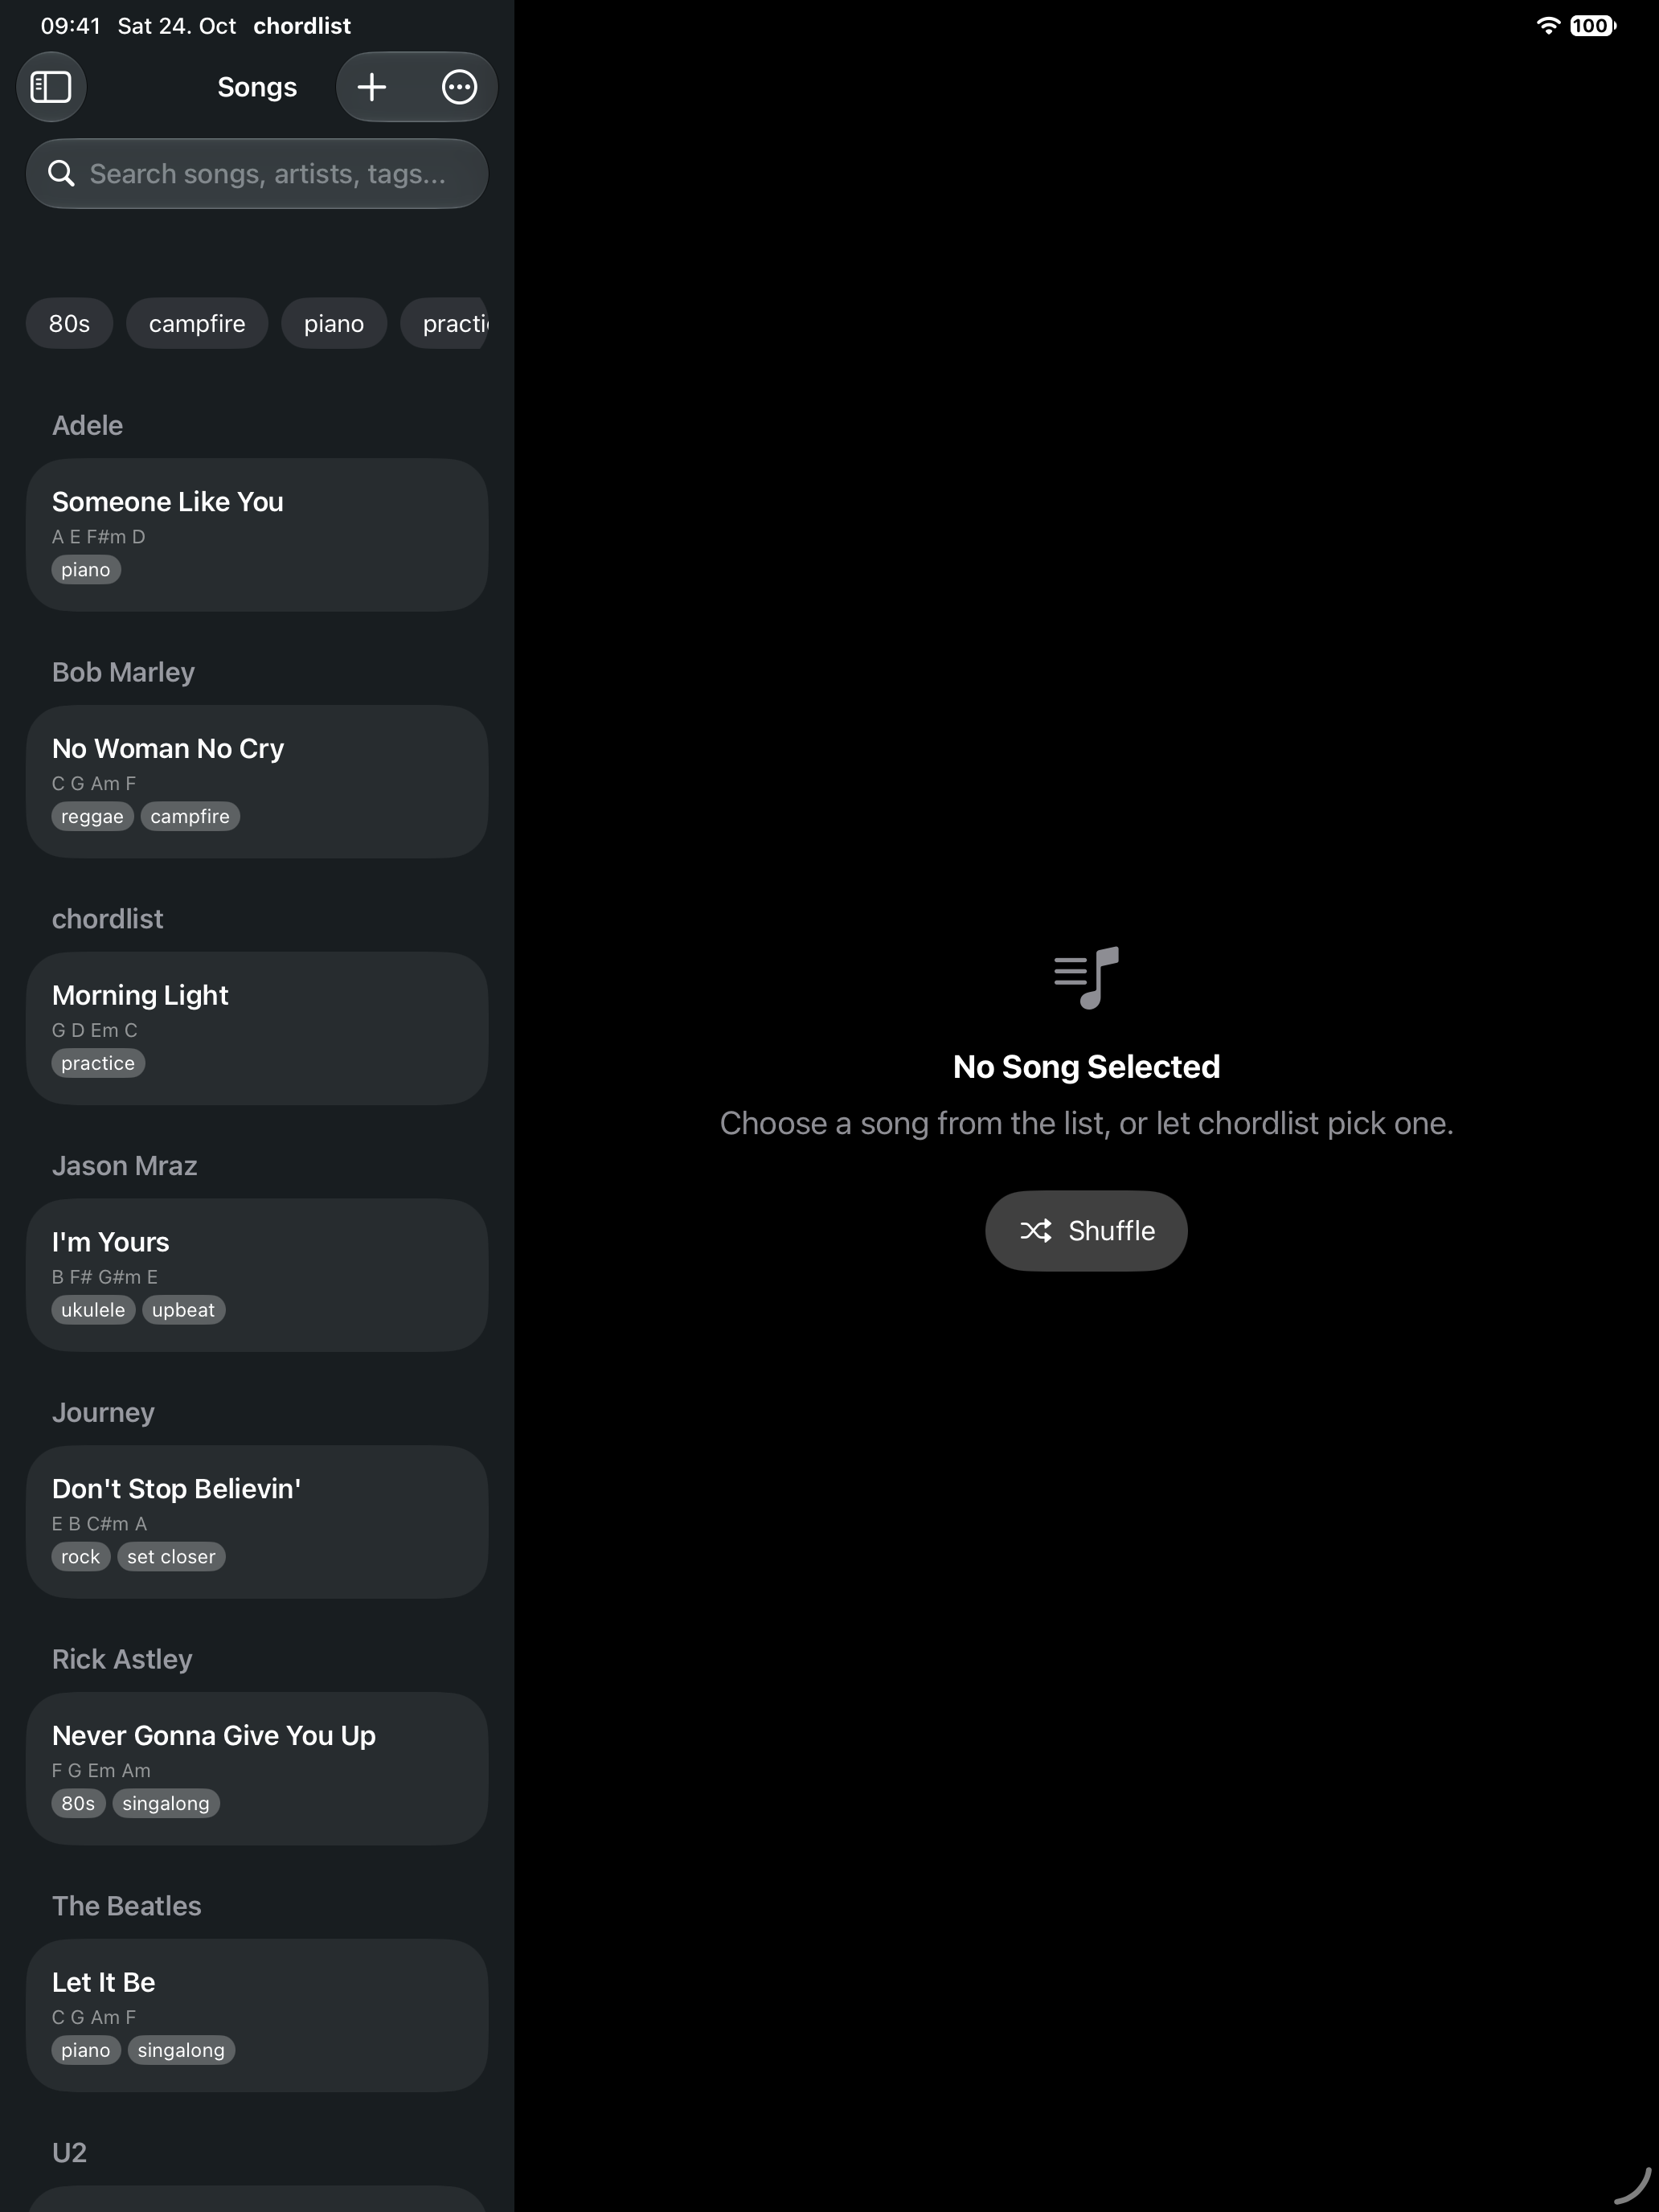 09:41 Sat 24. Oct chordlist
100
Songs
Search songs, artists, tags...
80s campfire piano
Adele
Someone Like You
A E F#m D
piano
Bob Marley
No Woman No Cry
C G Am F
reggae campfire
chordlist
Morning Light
G D Em C
practice
Jason Mraz
I'm Yours
B F# G#m E
ukulele upbeat
Journey
Don't Stop Believin'
E B C#m A
rock set closer
Rick Astley
Never Gonna Give You Up
F G Em Am
80s singalong
The Beatles
Let It Be
C G Am F
piano singalong
U2
No Song Selected
Choose a song from the list, or let chordlist pick one.
Shuffle